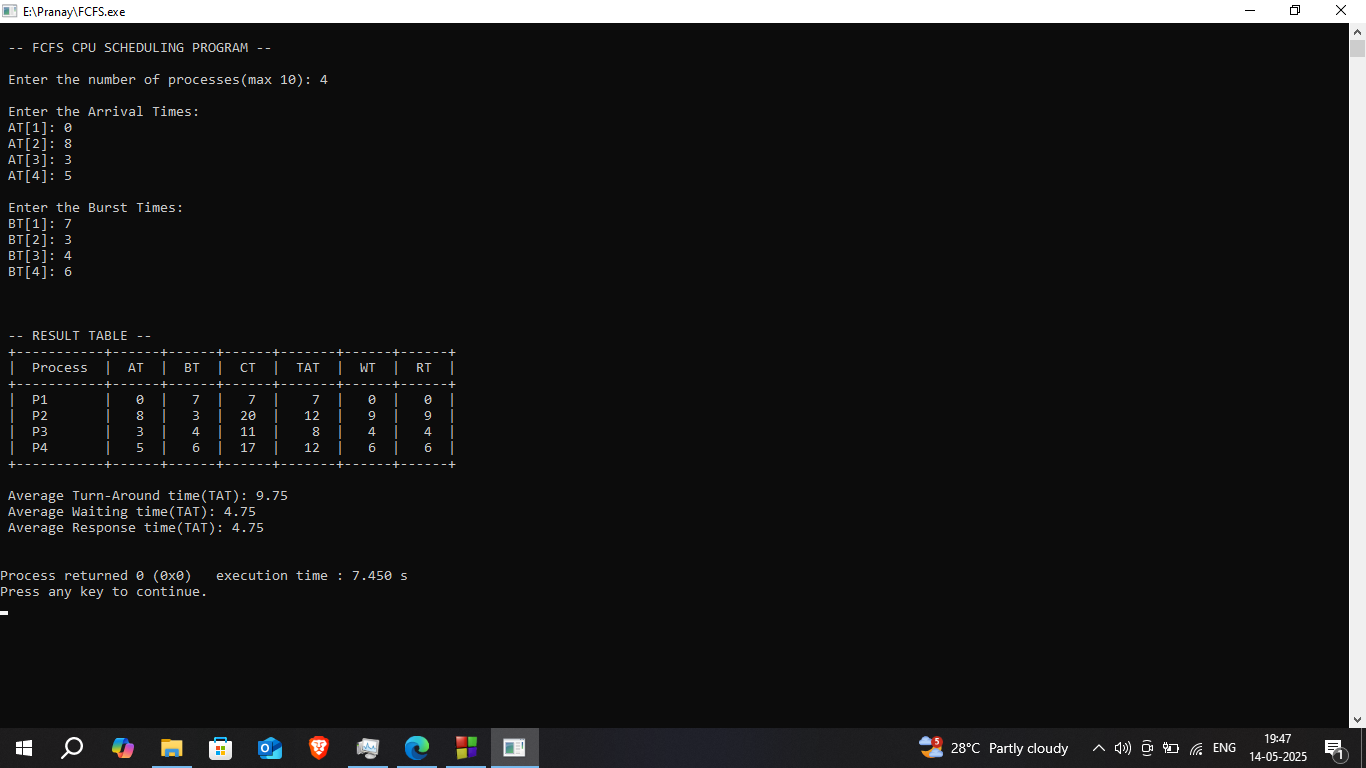 E:\Pranay\FCFS.exe
-- FCFS CPU SCHEDULING PROGRAM --
Enter the number of processes(max 10): 4
Enter the Arrival Times:
AT[1]: 0
AT[2]: 8
AT[3]: 3
AT[4]: 5
Enter the Burst Times:
BT[1]: 7
BT[2]: 3
BT[3]: 4
BT[4]: 6
-- RESULT TABLE --
+-----------+------+------+------+-------+------+------+
|  Process  |  AT  |  BT  |  CT  |  TAT  |  WT  |  RT  |
+-----------+------+------+------+-------+------+------+
|  P1       |   0  |   7  |   7  |    7  |   0  |   0  |
|  P2       |   8  |   3  |  20  |   12  |   9  |   9  |
|  P3       |   3  |   4  |  11  |    8  |   4  |   4  |
|  P4       |   5  |   6  |  17  |   12  |   6  |   6  |
+-----------+------+------+------+-------+------+------+
Average Turn-Around time(TAT): 9.75
Average Waiting time(TAT): 4.75
Average Response time(TAT): 4.75
Process returned 0 (0x0)   execution time : 7.450 s
Press any key to continue.
5
28°C  Partly cloudy
ENG
19:47
14-05-2025
1